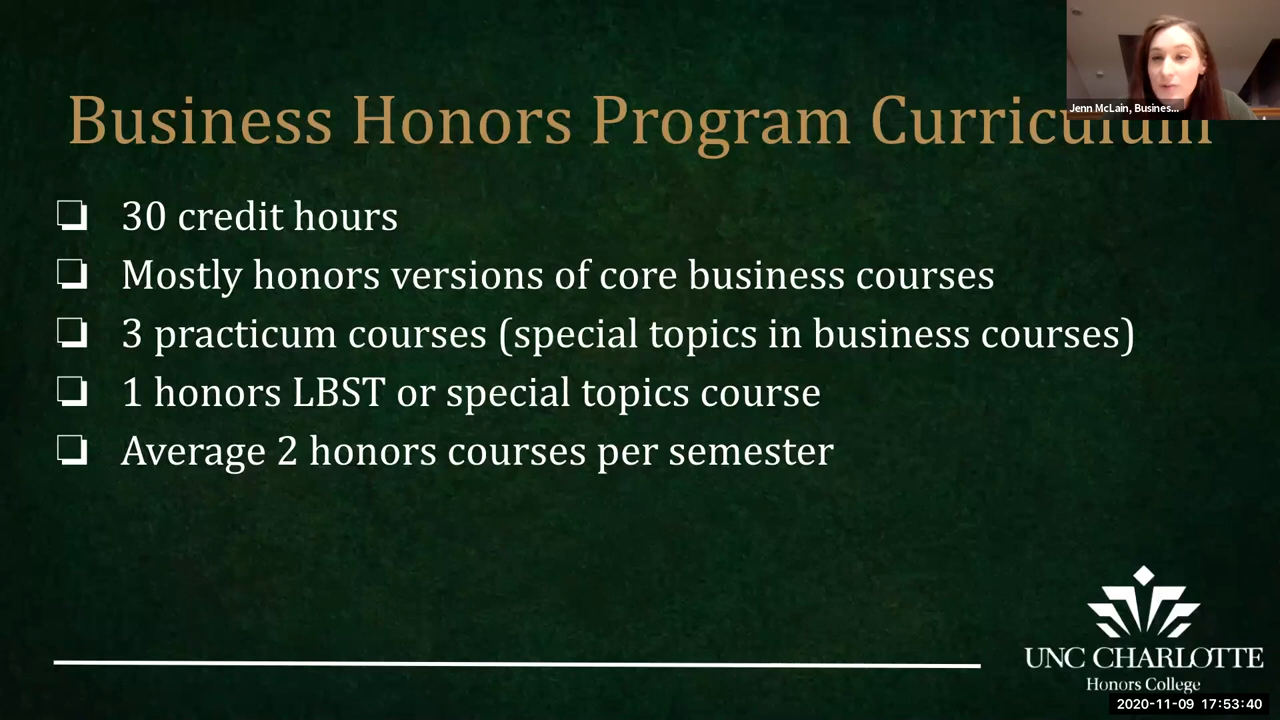 Jenn McLain, Busines...
Business Honors Program Curriculum
❏ 30 credit hours
❏ Mostly honors versions of core business courses
❏ 3 practicum courses (special topics in business courses)
❏ 1 honors LBST or special topics course
❏ Average 2 honors courses per semester
UNC CHARLOTTE
Honors College
2020-11-09 17:53:40